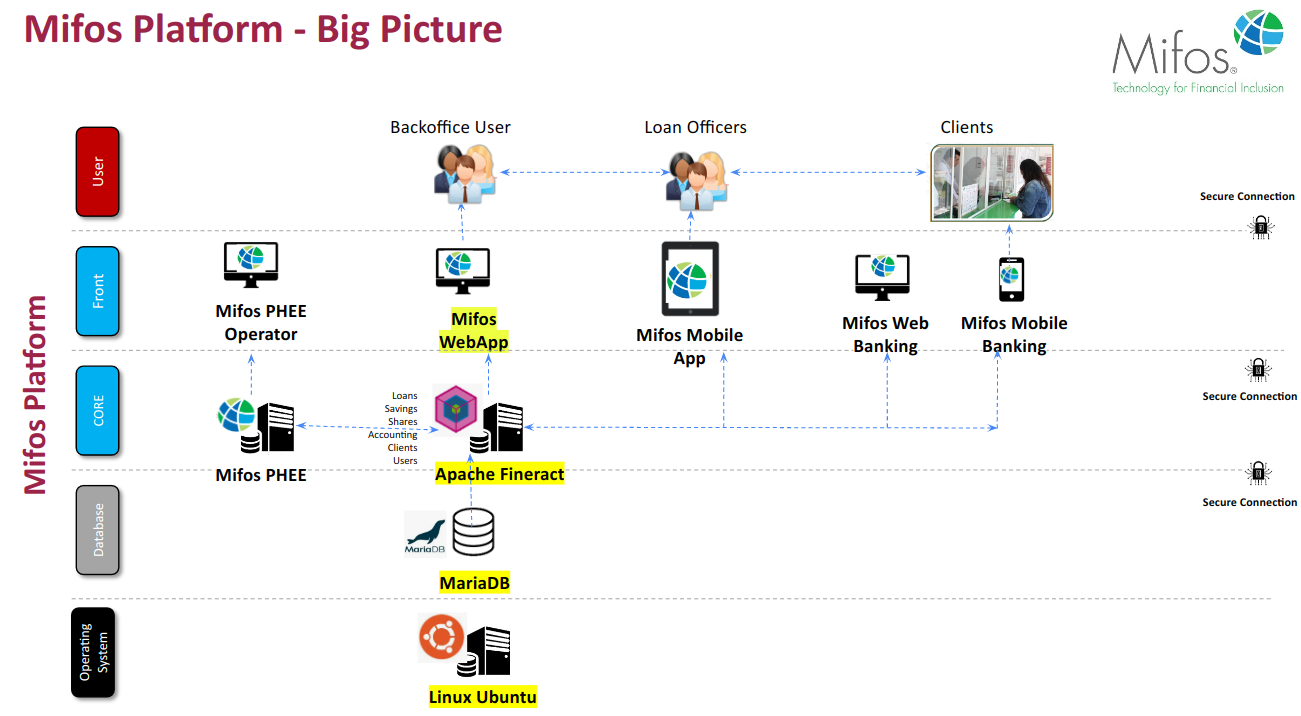 Mifos Platform - Big Picture
Mifos®
Technology for Financial Inclusion
Backoffice User
Loan Officers
Clients
User
Secure Connection
Mifos Platform
Front
Mifos PHEE
Operator
Mifos
WebApp
Mifos Mobile
App
Mifos Web
Banking
Mifos Mobile
Banking
CORE
Loans
Savings
Shares
Accounting
Clients
Users
Secure Connection
Mifos PHEE
Apache Fineract
Secure Connection
Database
MariaDB
MariaDB
Operating
System
Linux Ubuntu